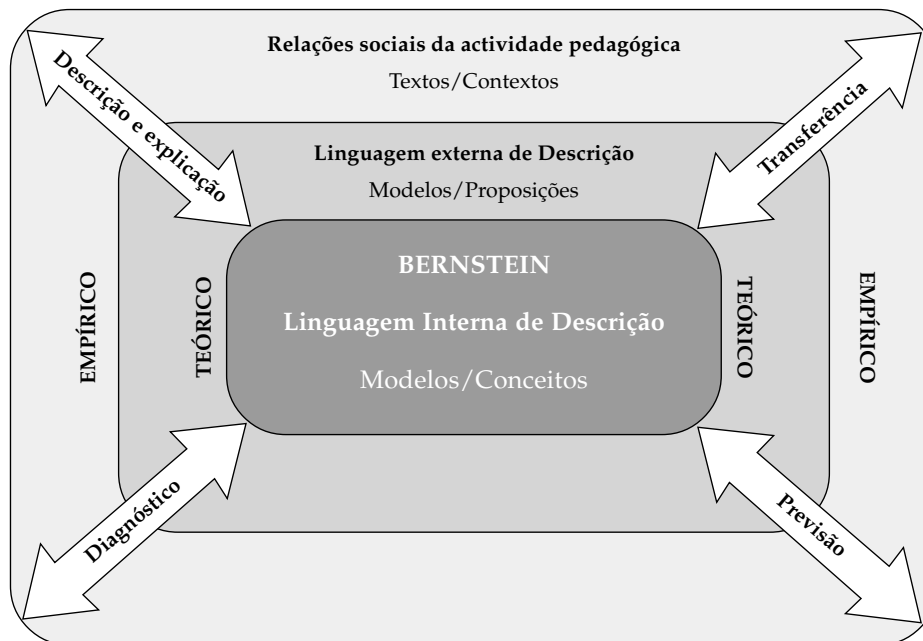 Relações sociais da actividade pedagógica
Textos/Contextos
Descrição e explicação
Transferência
Linguagem externa de Descrição
Modelos/Proposições
BERNSTEIN
Linguagem Interna de Descrição
Modelos/Conceitos
EMPÍRICO
TEÓRICO
TEÓRICO
EMPÍRICO
Diagnóstico
Previsão